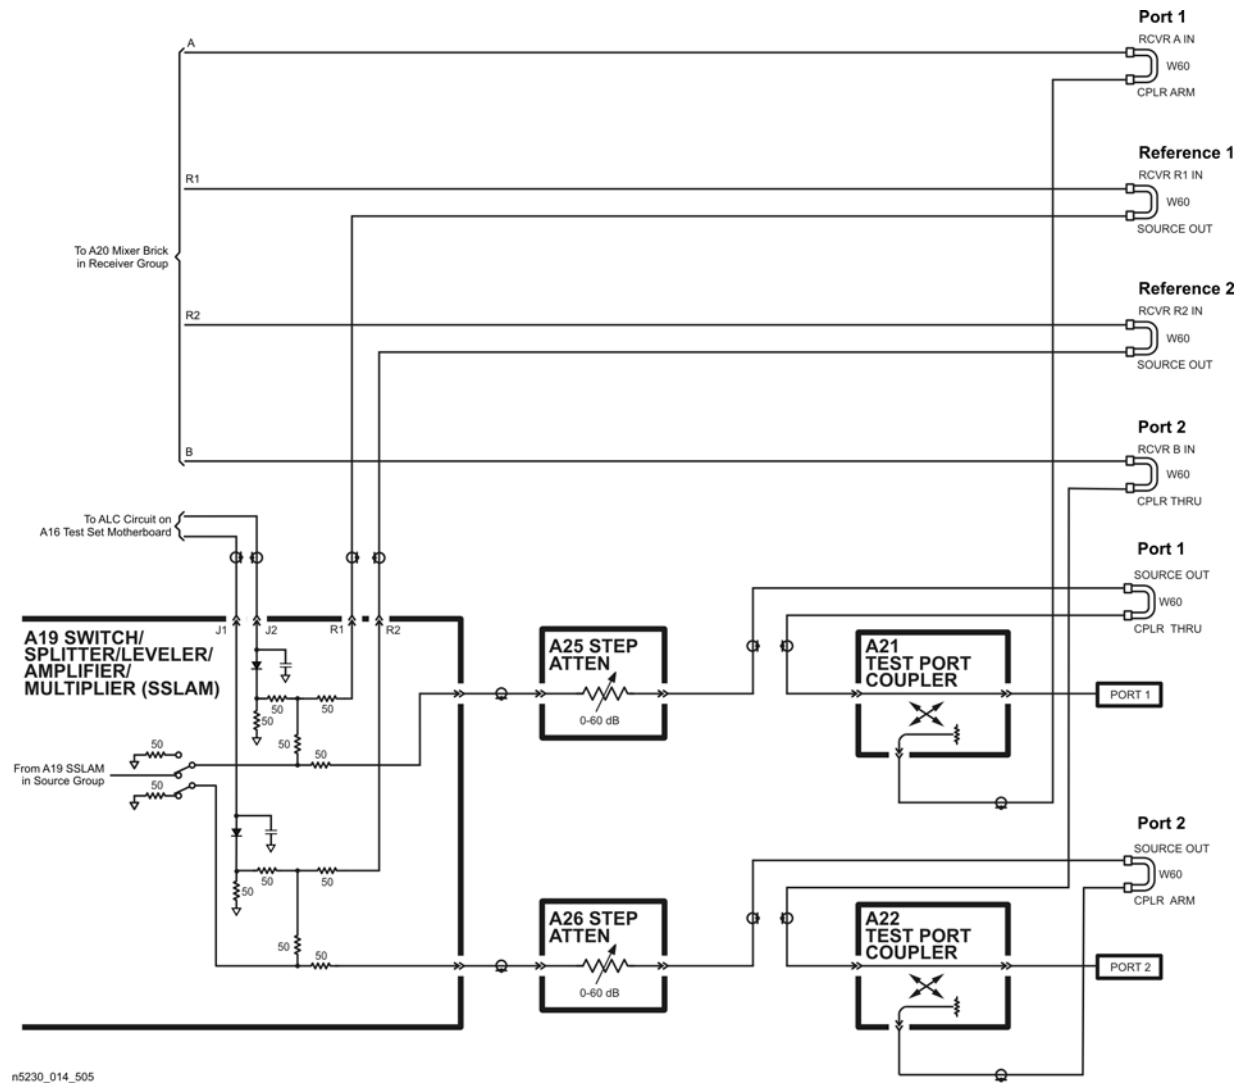 Port 1
RCVR A IN
A
W60
CPLR ARM
Reference 1
RCVR R1 IN
R1
W60
SOURCE OUT
To A20 Mixer Brick
in Receiver Group
Reference 2
RCVR R2 IN
R2
W60
SOURCE OUT
Port 2
RCVR B IN
B
W60
CPLR THRU
To ALC Circuit on
A16 Test Set Motherboard
Port 1
SOURCE OUT
W60
CPLR THRU
J1
J2
R1
R2
A19 SWITCH/
SPLITTER/LEVELER/
AMPLIFIER/
MULTIPLIER (SSLAM)
A25 STEP
ATTEN
0-60 dB
A21
TEST PORT
COUPLER
PORT 1
50
50
50
50
50
50
From A19 SSLAM
in Source Group
50
Port 2
SOURCE OUT
W60
CPLR ARM
50
50
50
50
50
A26 STEP
ATTEN
0-60 dB
A22
TEST PORT
COUPLER
PORT 2
n5230_014_505